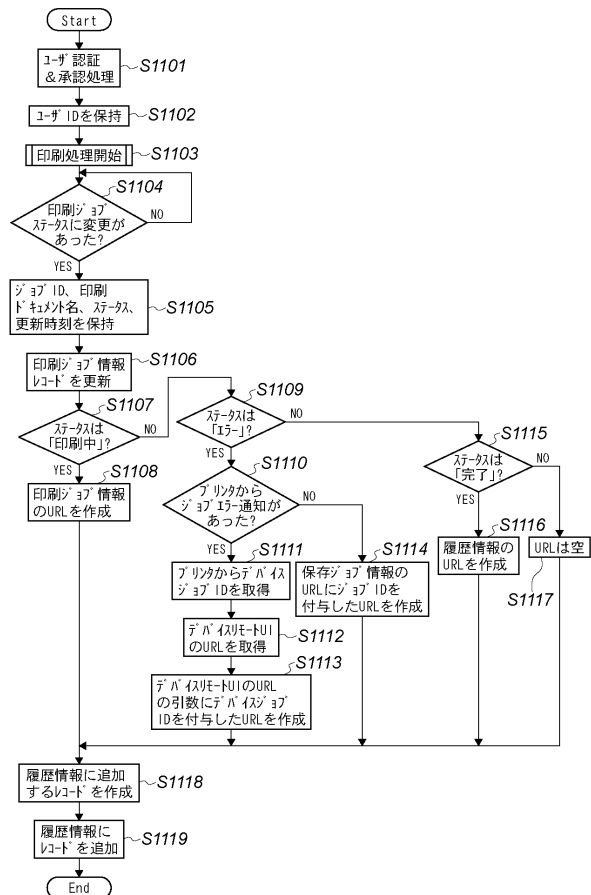 Start
ユーザ認証
&承認処理
S1101
ユーザIDを保持
S1102
印刷処理開始
S1103
S1104
印刷ジョブ
ステータスに変更が
あった?
NO
YES
ジョブID、印刷
ドキュメント名、ステータス、
更新時刻を保持
S1105
印刷ジョブ情報
レコードを更新
S1106
S1107
ステータスは
「印刷中」?
NO
YES
S1108
印刷ジョブ情報
のURLを作成
S1109
ステータスは
「エラー」?
NO
YES
S1110
プリンタから
ジョブエラー通知が
あった?
NO
YES
S1111
プリンタからデバイス
ジョブIDを取得
S1112
デバイスリモートUI
のURLを取得
S1113
デバイスリモートUIのURL
の引数にデバイスジョブ
IDを付与したURLを作成
S1114
保存ジョブ情報の
URLにジョブIDを
付与したURLを作成
S1115
ステータスは
「完了」?
NO
YES
S1116
履歴情報の
URLを作成
URLは空
S1117
履歴情報に追加
するレコードを作成
S1118
履歴情報に
レコードを追加
S1119
End